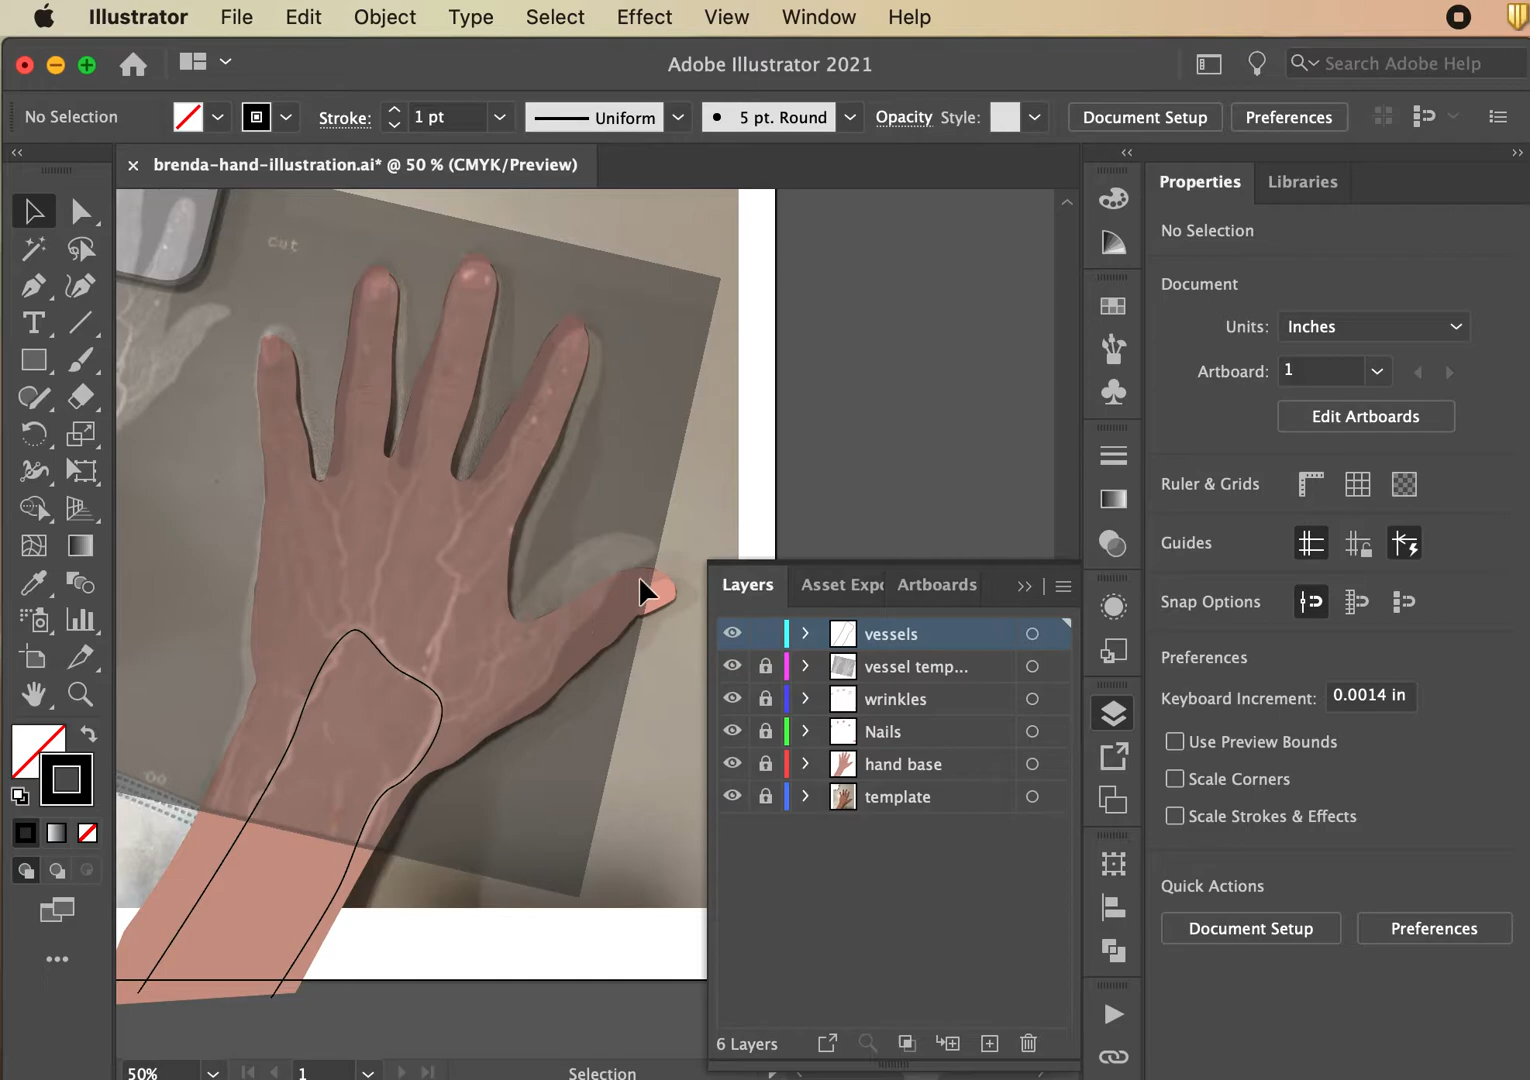 Illustrator File Edit Object Type Select Effect View Window Help
Adobe Illustrator 2021
Search Adobe Help
No Selection Stroke: 1 pt Uniform 5 pt. Round Opacity Style: Document Setup Preferences
brenda-hand-illustration.ai* @ 50 % (CMYK/Preview)
Cut
Properties Libraries
No Selection
Document
Units: Inches
Artboard: 1
Edit Artboards
Ruler & Grids
Guides
Snap Options
Preferences
Keyboard Increment: 0.0014 in
Use Preview Bounds
Scale Corners
Scale Strokes & Effects
Quick Actions
Document Setup Preferences
Layers Asset Expo Artboards
vessels
vessel temp...
wrinkles
Nails
hand base
template
6 Layers
50% 1 Selection